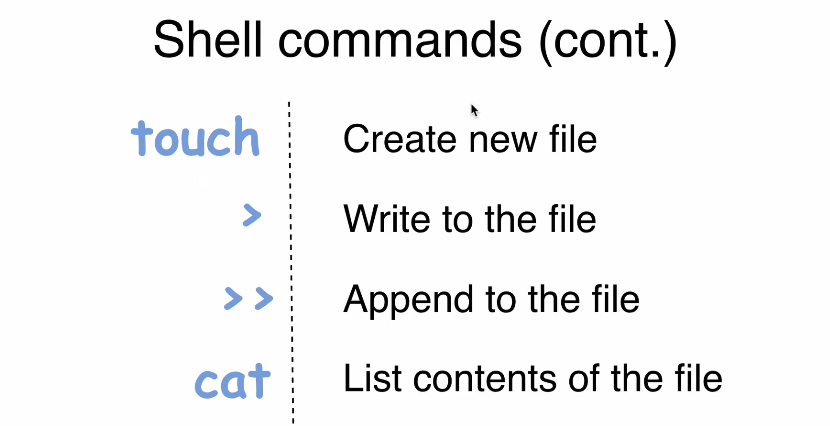 Shell commands (cont.)
touch Create new file
> Write to the file
>> Append to the file
cat List contents of the file